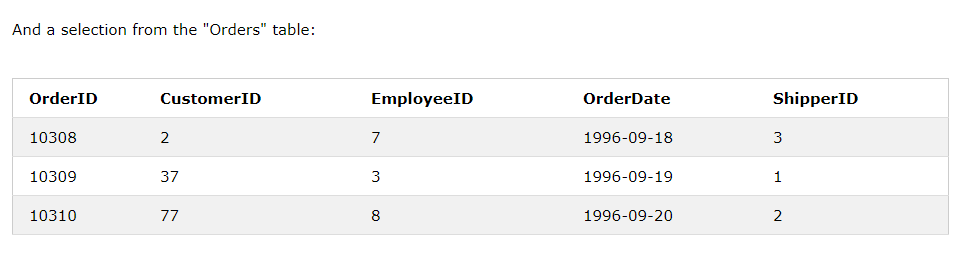 And a selection from the "Orders" table:
OrderID CustomerID EmployeeID OrderDate ShipperID
10308 2 7 1996-09-18 3
10309 37 3 1996-09-19 1
10310 77 8 1996-09-20 2